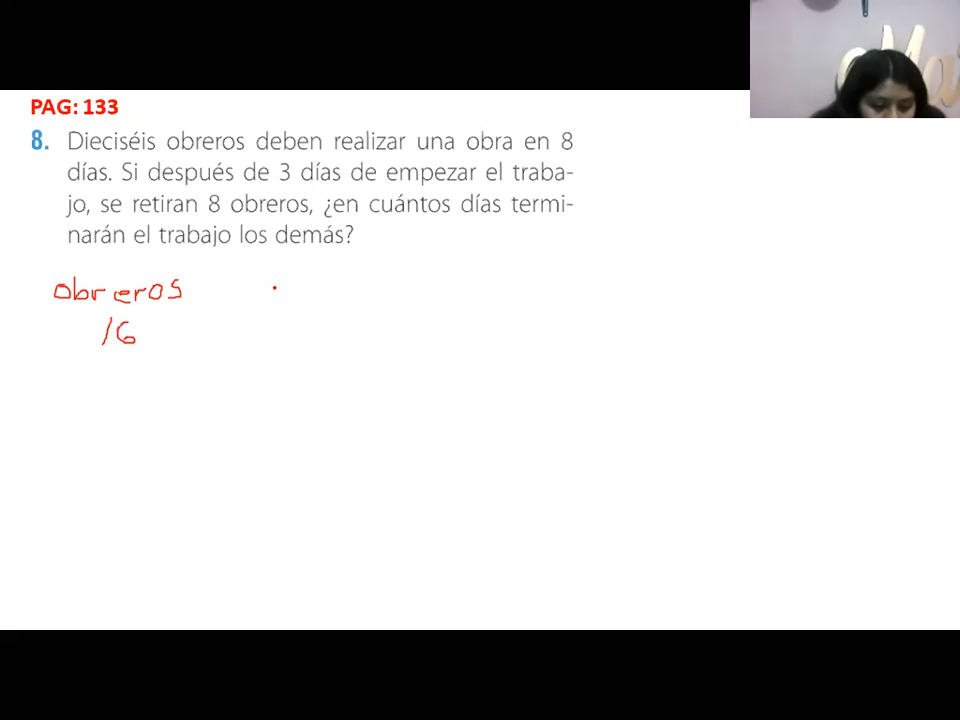 PAG: 133
8. Dieciséis obreros deben realizar una obra en 8
días. Si después de 3 días de empezar el traba-
jo, se retiran 8 obreros, ¿en cuántos días termi-
narán el trabajo los demás?
obreros
16